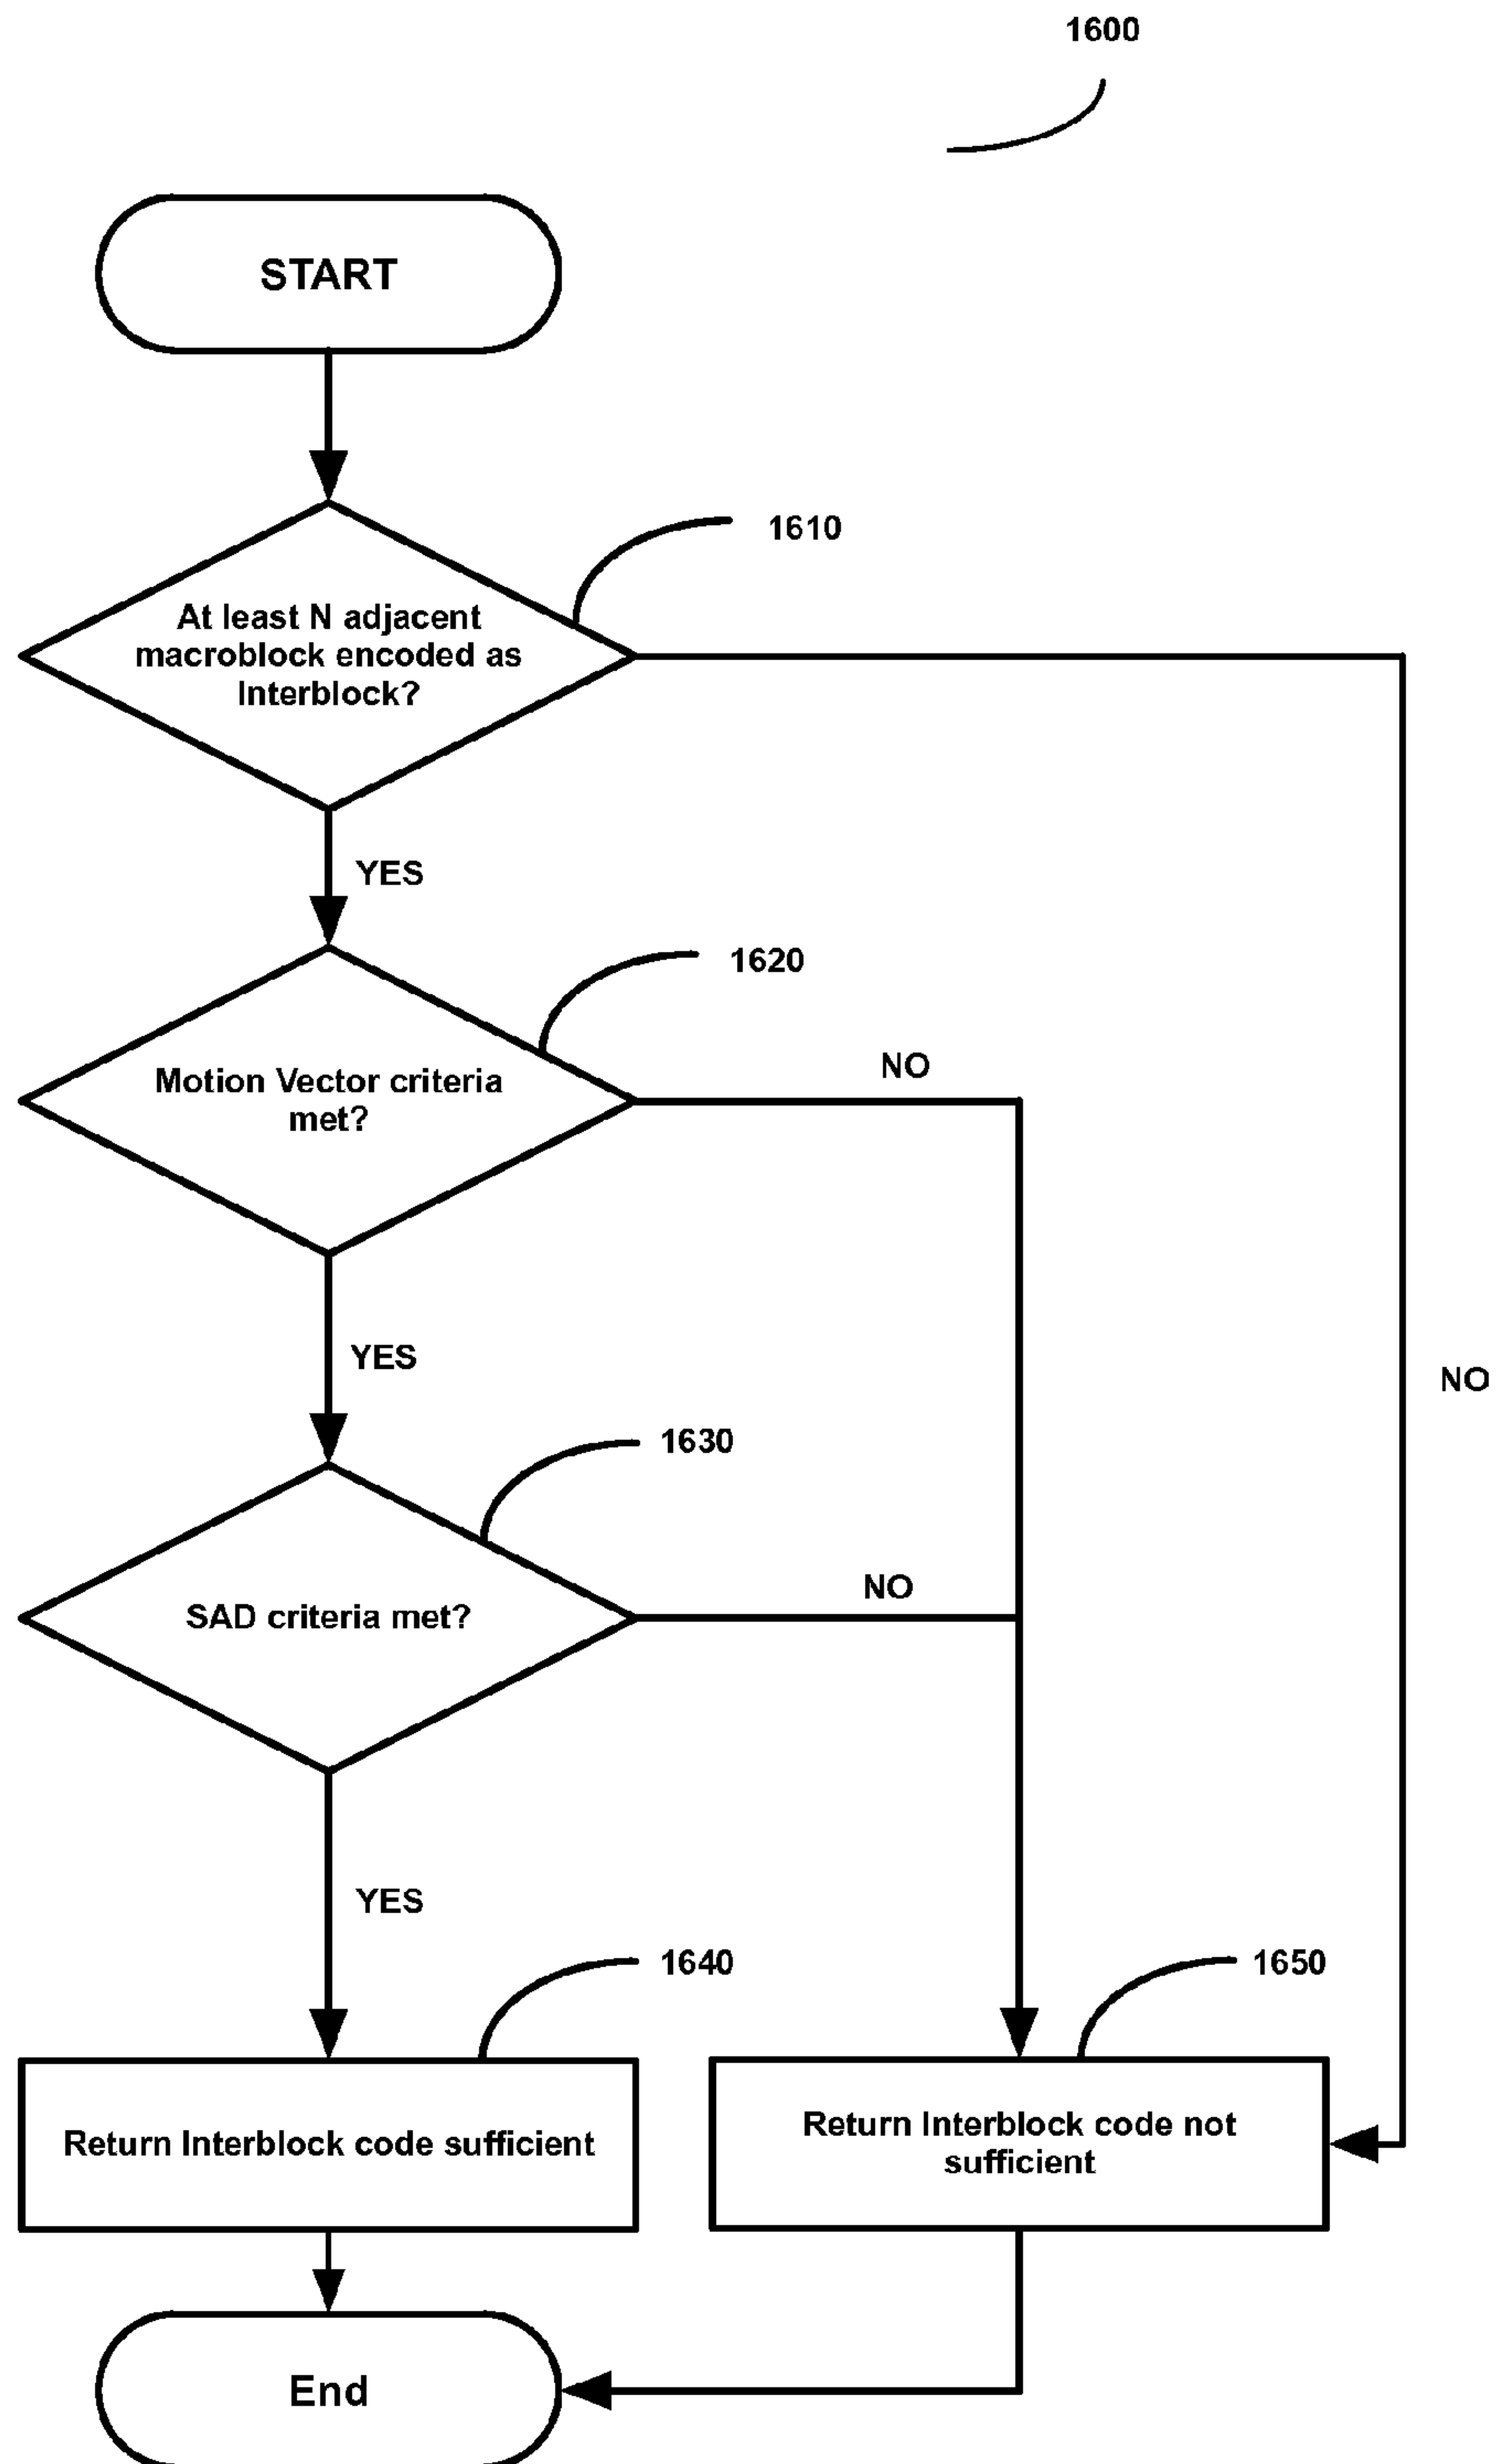 1600
START
1610
At least N adjacent
macroblock encoded as
Interblock?
YES
1620
Motion Vector criteria
met?
NO
YES
NO
1630
SAD criteria met?
NO
YES
1640
1650
Return Interblock code sufficient
Return Interblock code not
sufficient
End